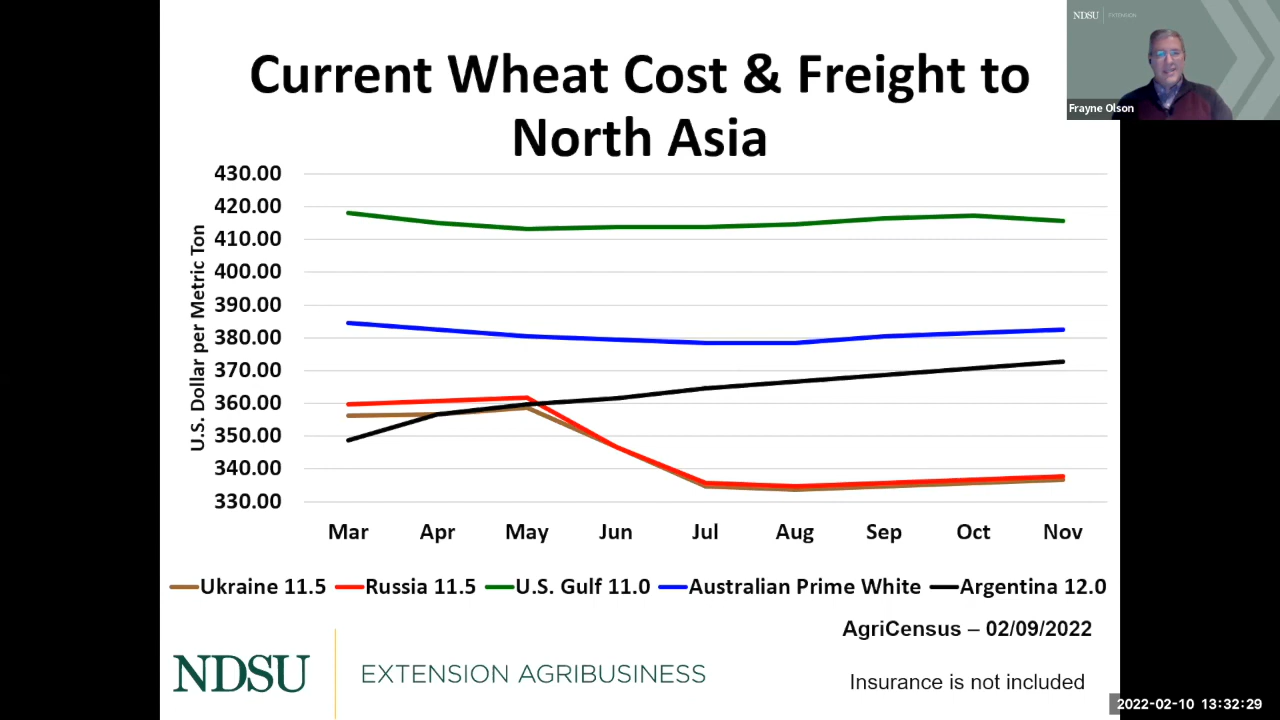 Current Wheat Cost & Freight to
North Asia
NDSU EXTENSION
Frayne Olson
U.S. Dollar per Metric Ton
430.00
420.00
410.00
400.00
390.00
380.00
370.00
360.00
350.00
340.00
330.00
Mar Apr May Jun Jul Aug Sep Oct Nov
Ukraine 11.5 Russia 11.5 U.S. Gulf 11.0 Australian Prime White Argentina 12.0
AgriCensus – 02/09/2022
NDSU EXTENSION AGRIBUSINESS
Insurance is not included
2022-02-10 13:32:29